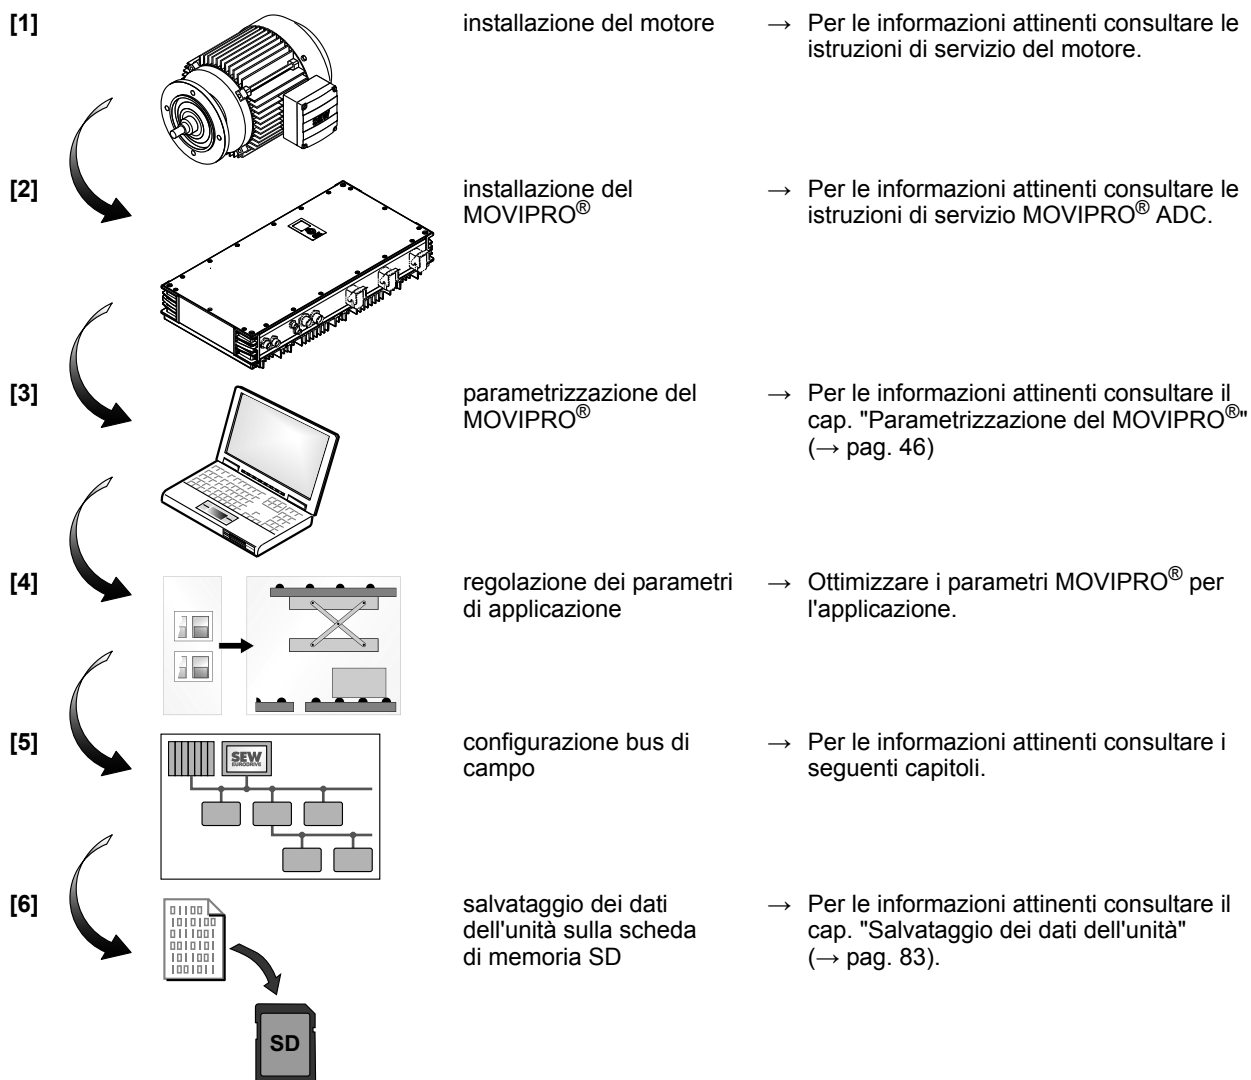 [1]
installazione del motore
→ Per le informazioni attinenti consultare le
istruzioni di servizio del motore.
SEW
[2]
installazione del
MOVIPRO®
→ Per le informazioni attinenti consultare le
istruzioni di servizio MOVIPRO® ADC.
[3]
parametrizzazione del
MOVIPRO®
→ Per le informazioni attinenti consultare il
cap. "Parametrizzazione del MOVIPRO®"
(→ pag. 46)
[4]
regolazione dei parametri
di applicazione
→ Ottimizzare i parametri MOVIPRO® per
l'applicazione.
[5]
SEW
EURODRIVE
configurazione bus di
campo
→ Per le informazioni attinenti consultare i
seguenti capitoli.
[6]
salvataggio dei dati
dell'unità sulla scheda
di memoria SD
→ Per le informazioni attinenti consultare il
cap. "Salvataggio dei dati dell'unità"
(→ pag. 83).
SD